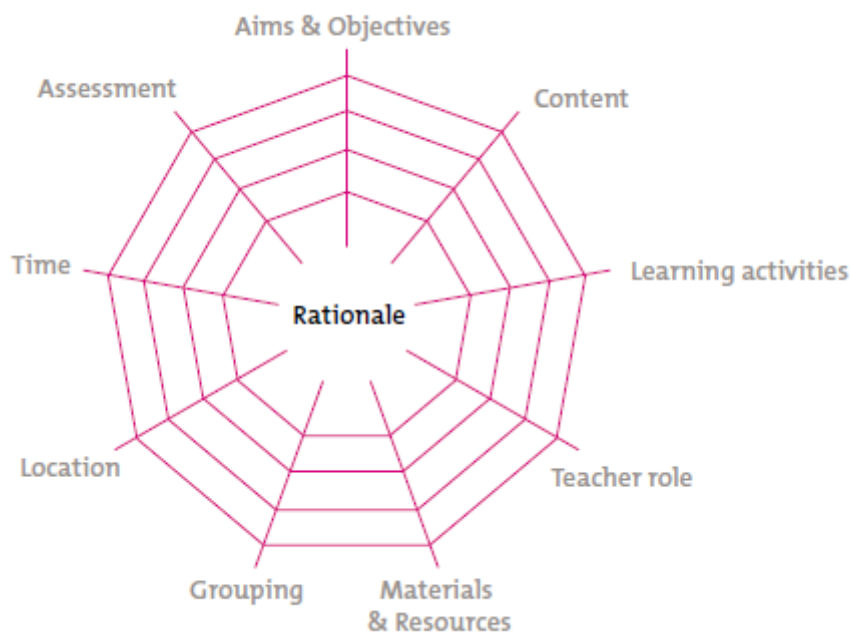 Aims & Objectives
Assessment
Content
Time
Learning activities
Rationale
Location
Teacher role
Grouping
Materials
& Resources